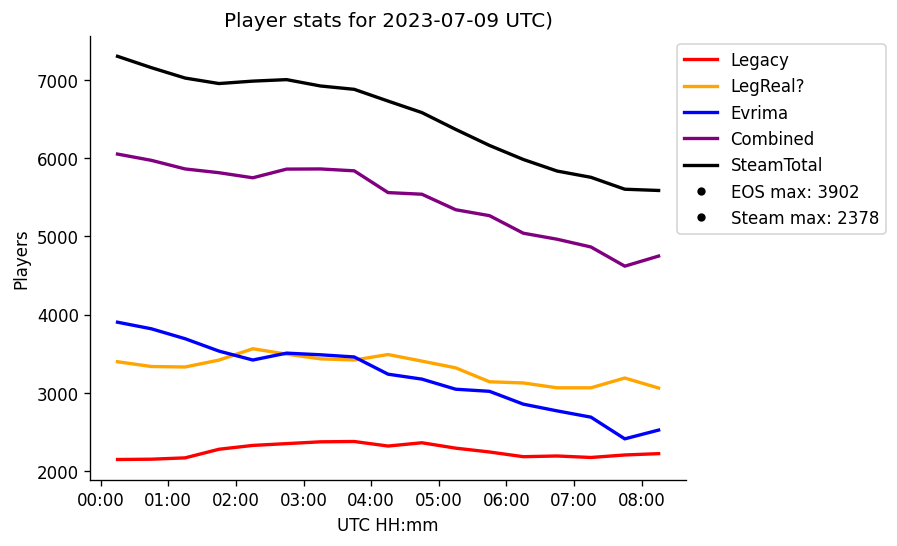 Player stats for 2023-07-09 UTC)
Legacy
LegReal?
Evrima
Combined
SteamTotal
EOS max: 3902
Steam max: 2378
Players
7000
6000
5000
4000
3000
2000
00:00 01:00 02:00 03:00 04:00 05:00 06:00 07:00 08:00
UTC HH:mm